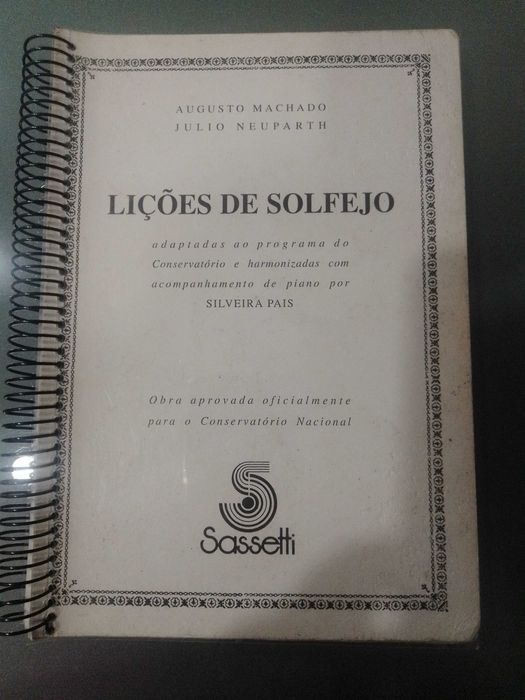 AUGUSTO MACHADO
JULIO NEUPARTH
LIÇÕES DE SOLFEJO
adaptadas ao programa do
Conservatório e harmonizadas com
acompanhamento de piano por
SILVEIRA PAIS
Obra aprovada oficialmente
para o Conservatório Nacional
Sassetti